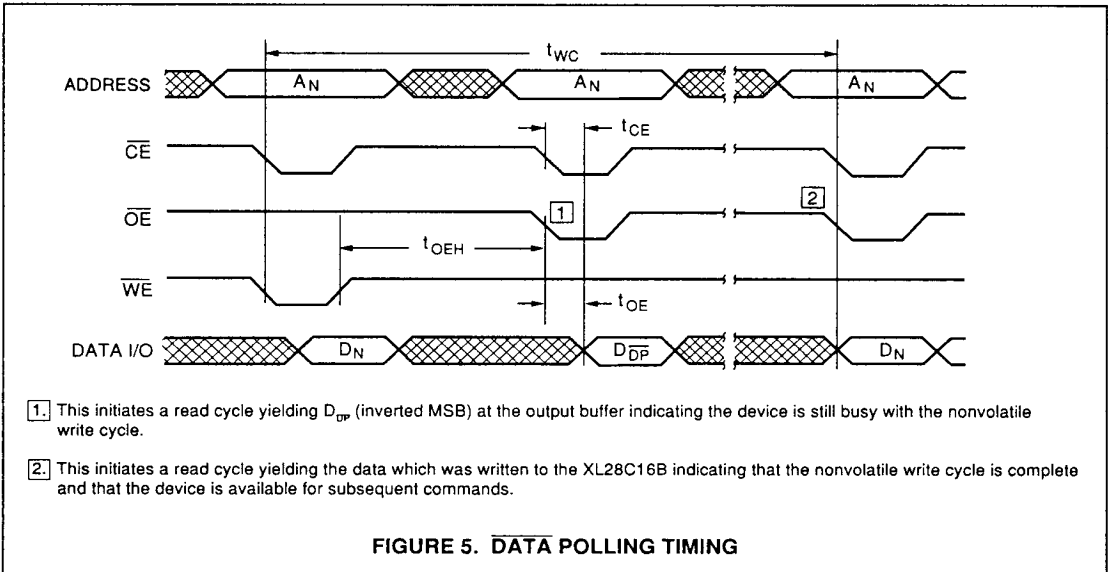 tWC
ADDRESS AN AN AN
tCE
CE
2
OE 1
tOEH
WE
tOE
DATA I/O DN DDP DN
1. This initiates a read cycle yielding DDP (inverted MSB) at the output buffer indicating the device is still busy with the nonvolatile
write cycle.
2. This initiates a read cycle yielding the data which was written to the XL28C16B indicating that the nonvolatile write cycle is complete
and that the device is available for subsequent commands.
FIGURE 5. DATA POLLING TIMING